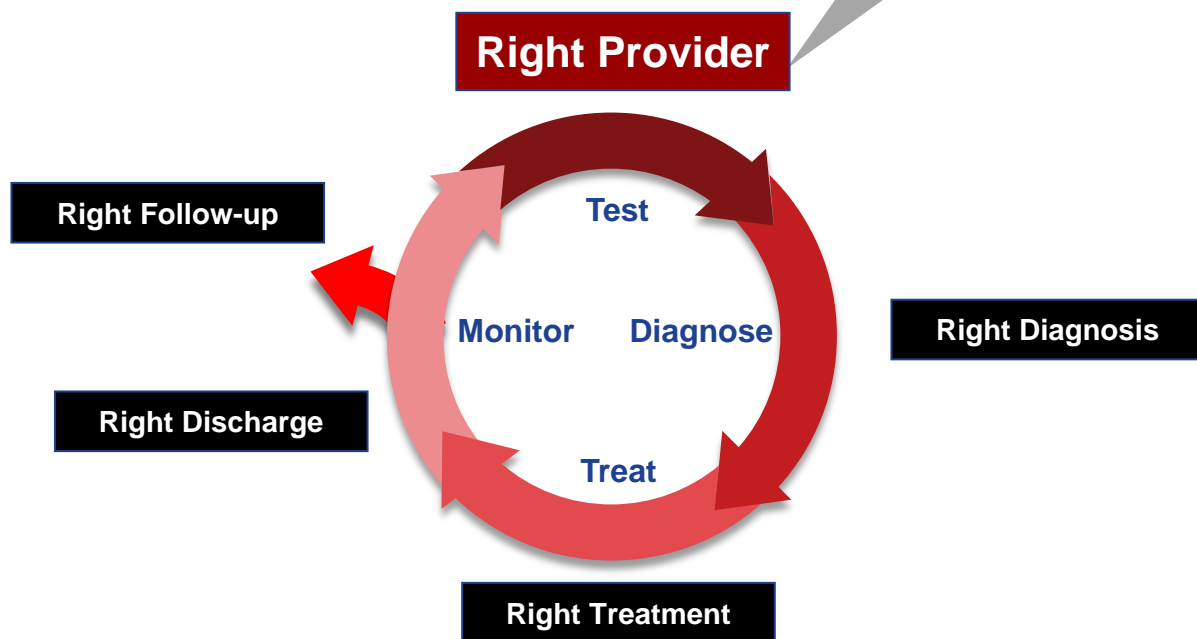 Right Provider
Test
Right Follow-up
Monitor
Diagnose
Right Diagnosis
Right Discharge
Treat
Right Treatment